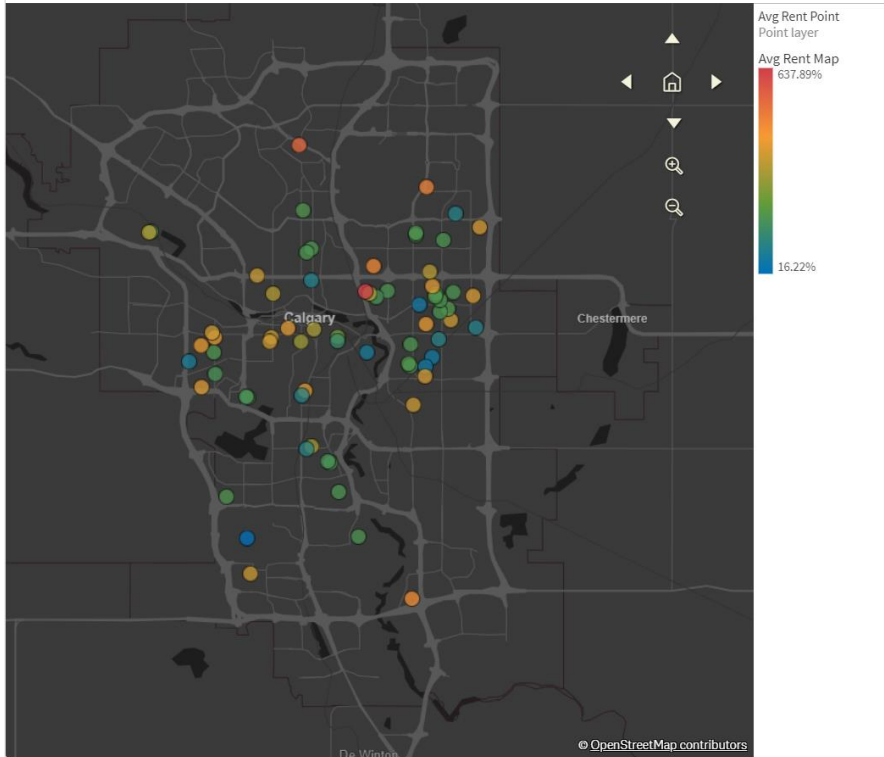 Avg Rent Point
Point layer
Avg Rent Map
637.89%
16.22%
Calgary
Chestermere
De Winton
© OpenStreetMap contributors